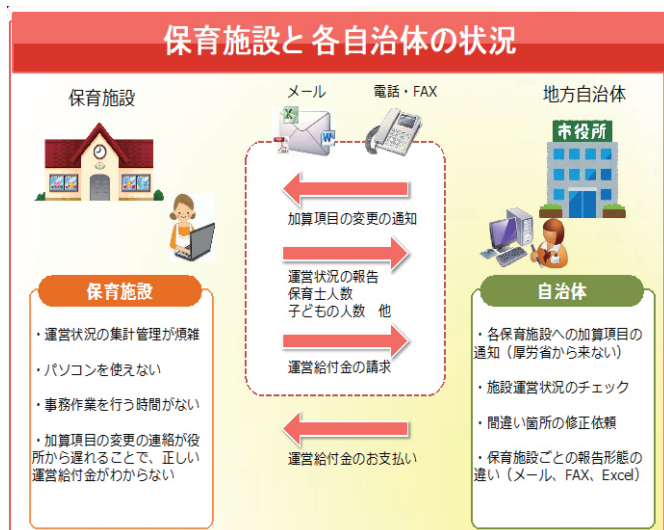 保育施設と各自治体の状況
保育施設
メール
電話・FAX
地方自治体
市役所
加算項目の変更の通知
運営状況の報告
保育士人数
子どもの人数 他
運営給付金の請求
運営給付金のお支払い
保育施設
・運営状況の集計管理が煩雑
・パソコンを使えない
・事務作業を行う時間がない
・加算項目の変更の連絡が役
所から遅れることで、正しい
運営給付金がわからない
自治体
・各保育施設への加算項目の
通知（厚労省から来ない）
・施設運営状況のチェック
・間違い箇所の修正依頼
・保育施設ごとの報告形態の
違い（メール、FAX、Excel）